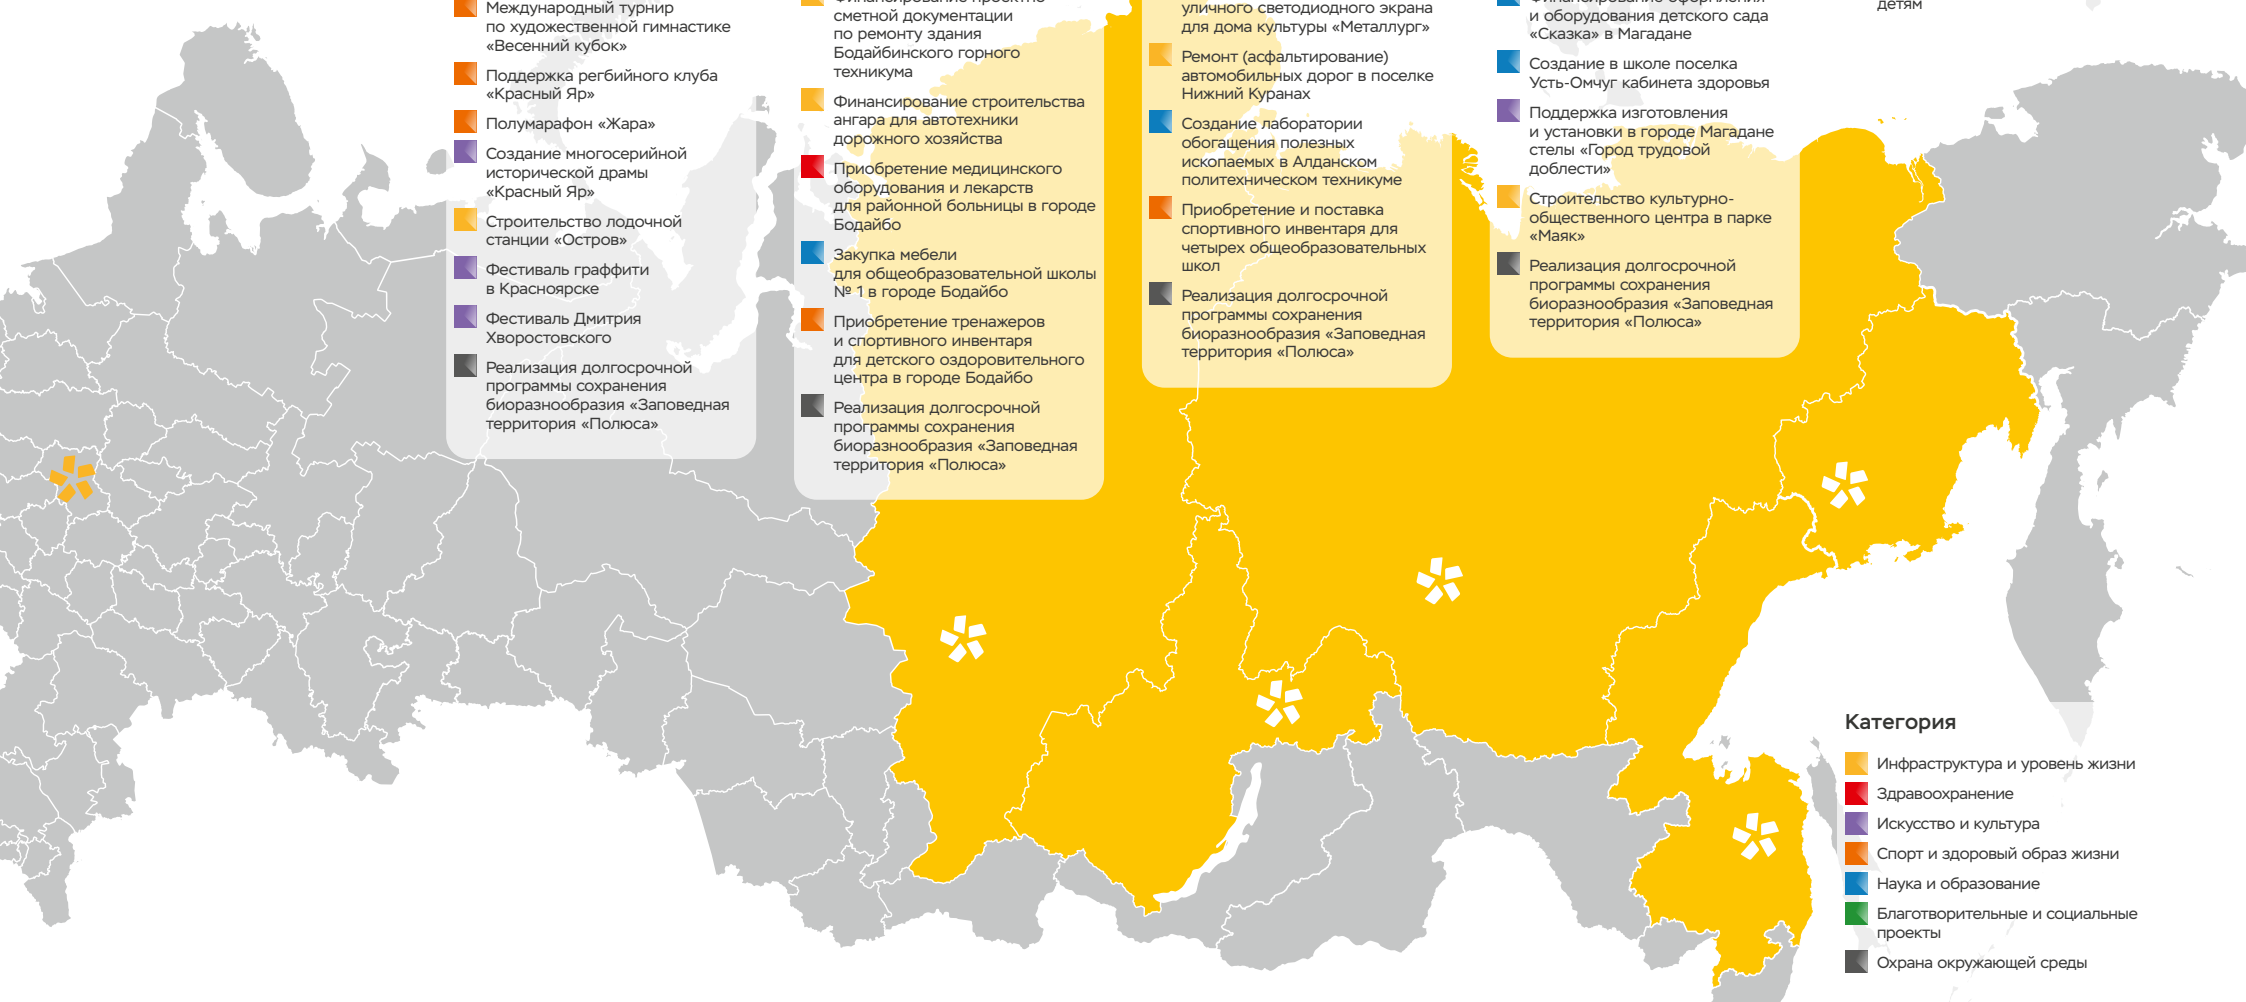 Международный турнир
по художественной гимнастике
«Весенний кубок»
Поддержка регбийного клуба
«Красный Яр»
Полумарафон «Жара»
Создание многосерийной
исторической драмы
«Красный Яр»
Строительство лодочной
станции «Остров»
Фестиваль граффити
в Красноярске
Фестиваль Дмитрия
Хворостовского
Реализация долгосрочной
программы сохранения
биоразнообразия «Заповедная
территория «Полюса»
Финансирование проектно-
сметной документации
по ремонту здания
Бодайбинского горного
техникума
Финансирование строительства
ангара для автотехники
дорожного хозяйства
Приобретение медицинского
оборудования и лекарств
для районной больницы в городе
Бодайбо
Закупка мебели
для общеобразовательной школы
№ 1 в городе Бодайбо
Приобретение тренажеров
и спортивного инвентаря
для детского оздоровительного
центра в городе Бодайбо
Реализация долгосрочной
программы сохранения
биоразнообразия «Заповедная
территория «Полюса»
уличного светодиодного экрана
для дома культуры «Металлург»
Ремонт (асфальтирование)
автомобильных дорог в поселке
Нижний Куранах
Создание лаборатории
обогащения полезных
ископаемых в Алданском
политехническом техникуме
Приобретение и поставка
спортивного инвентаря для
четырех общеобразовательных
школ
Реализация долгосрочной
программы сохранения
биоразнообразия «Заповедная
территория «Полюса»
Финансирование оформления
и оборудования детского сада
«Сказка» в Магадане
Создание в школе поселка
Усть-Омчуг кабинета здоровья
Поддержка изготовления
и установки в городе Магадане
стелы «Город трудовой
доблести»
Строительство культурно-
общественного центра в парке
«Маяк»
Реализация долгосрочной
программы сохранения
биоразнообразия «Заповедная
территория «Полюса»
детям
Категория
Инфраструктура и уровень жизни
Здравоохранение
Искусство и культура
Спорт и здоровый образ жизни
Наука и образование
Благотворительные и социальные
проекты
Охрана окружающей среды